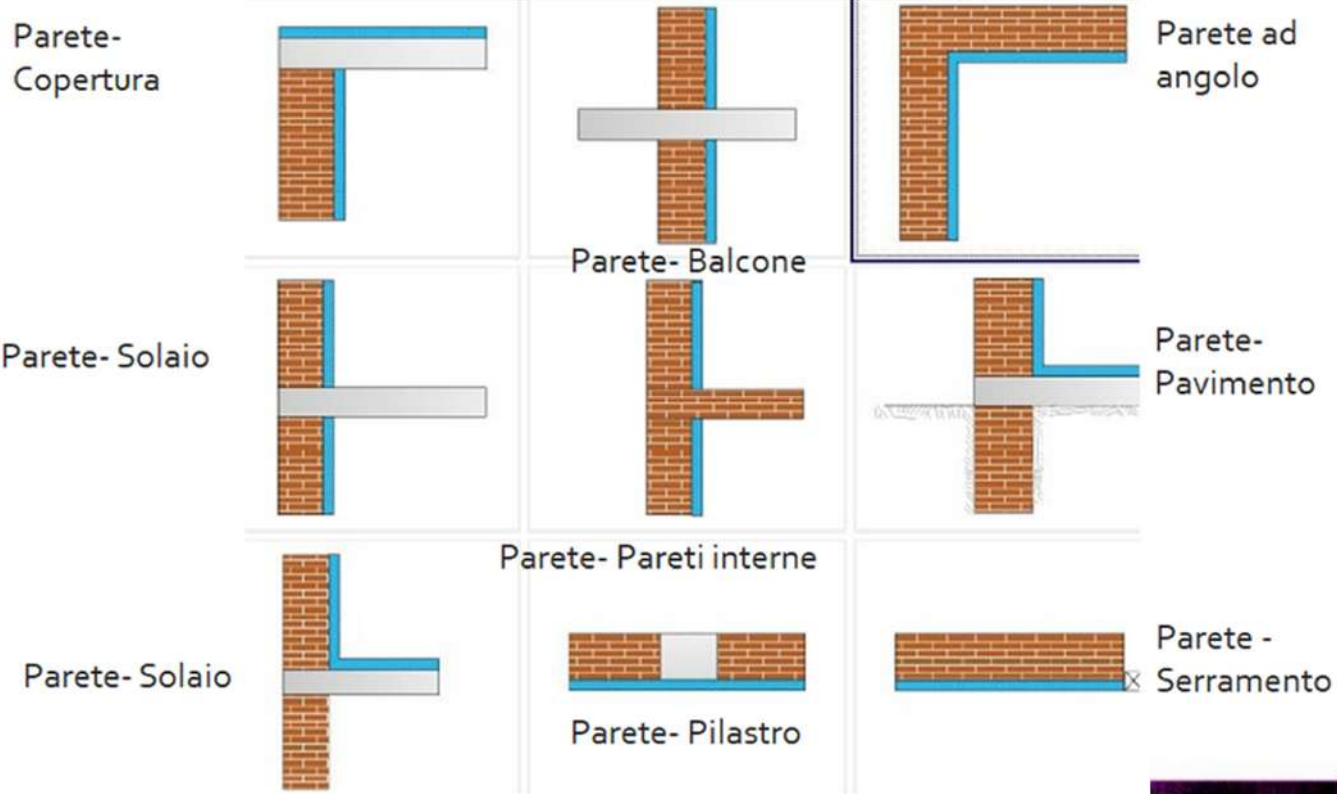 Parete-
Copertura
Parete ad
angolo
Parete- Balcone
Parete- Solaio
Parete-
Pavimento
Parete- Pareti interne
Parete- Solaio
Parete- Pilastro
Parete -
Serramento